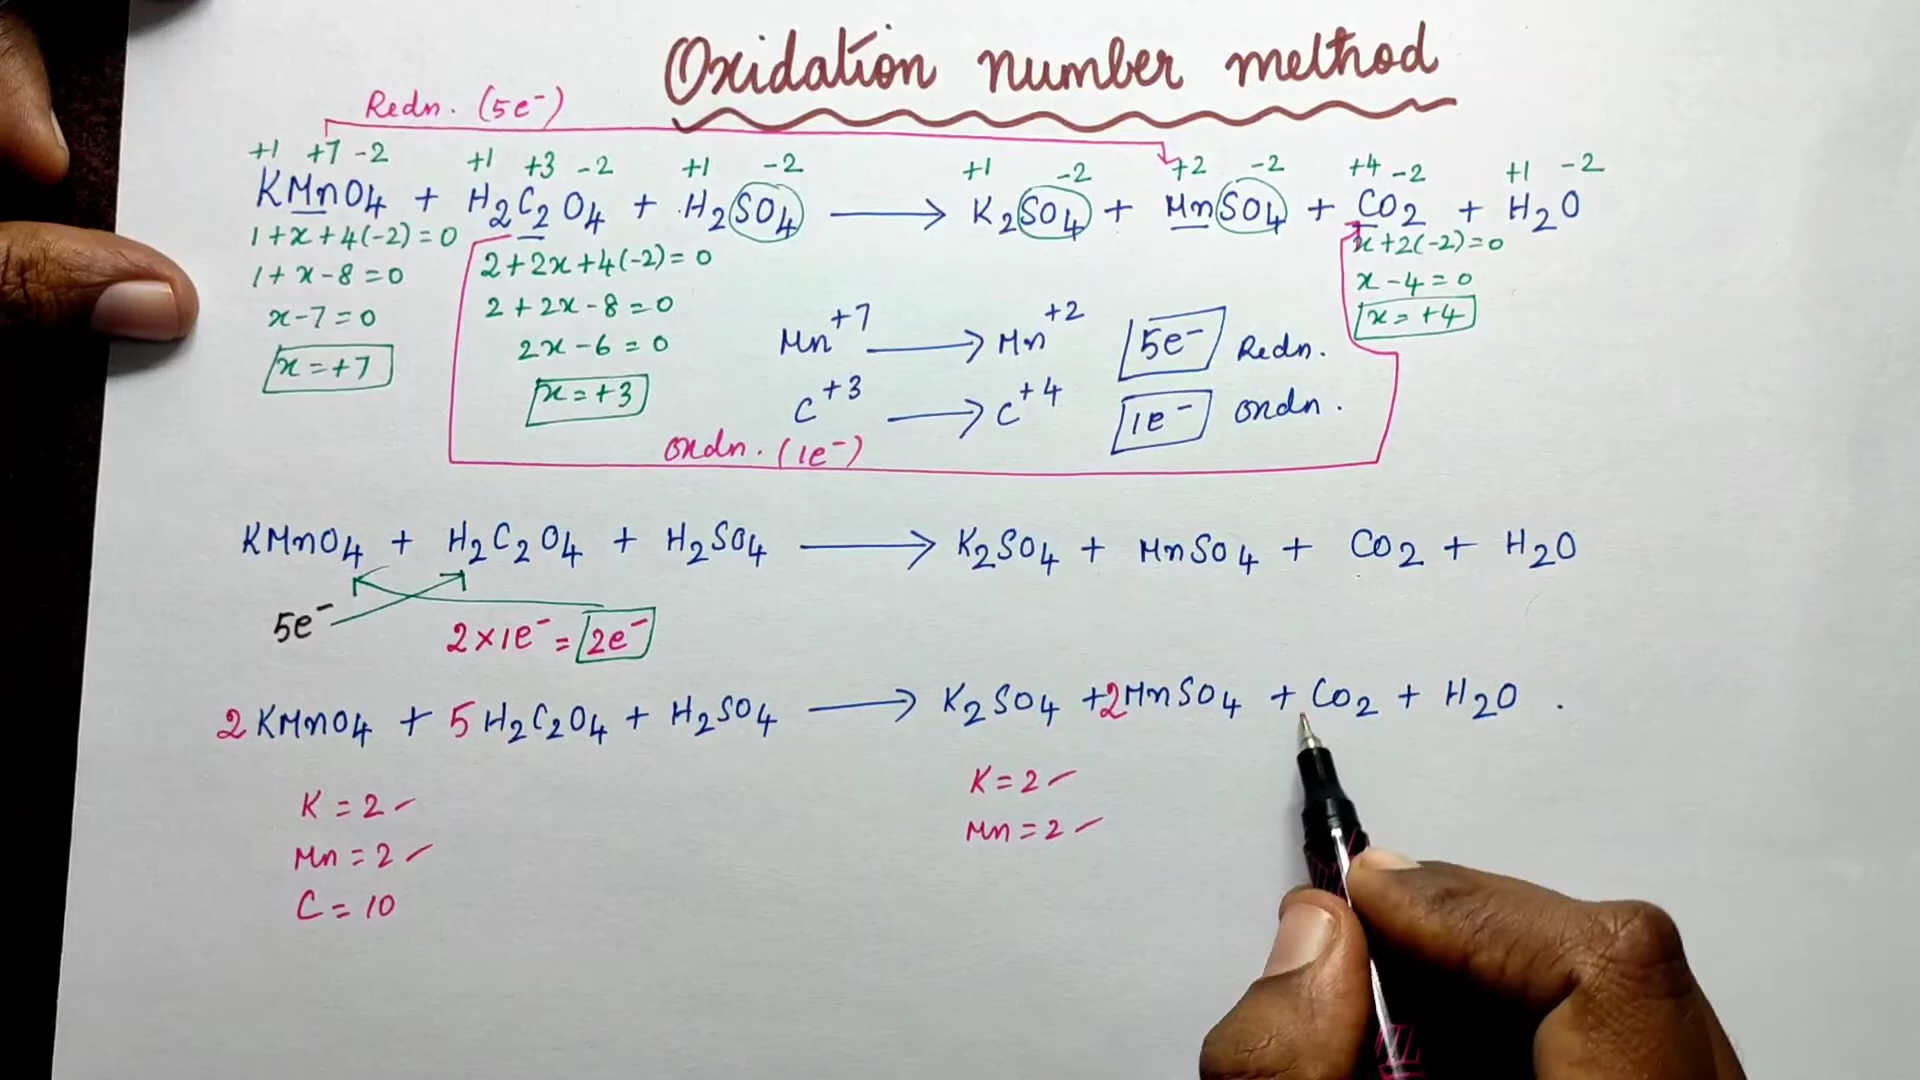 Oxidation number method
Redn. (5e⁻)
+1 +7 -2 +1 +3 -2 +1 -2 +1 -2 +2 -2 +4 -2 +1 -2
KMnO₄ + H₂C₂O₄ + H₂SO₄ ⟶ K₂SO₄ + MnSO₄ + CO₂ + H₂O
1+x+4(-2)=0
1+x-8=0
x-7=0
x=+7
2+2x+4(-2)=0
2+2x-8=0
2x-6=0
x=+3
x+2(-2)=0
x-4=0
x=+4
Mn⁺⁷ ⟶ Mn⁺² 5e⁻ Redn.
C⁺³ ⟶ C⁺⁴ 1e⁻ oxdn.
oxdn. (1e⁻)
KMnO₄ + H₂C₂O₄ + H₂SO₄ ⟶ K₂SO₄ + MnSO₄ + CO₂ + H₂O
5e⁻ 2×1e⁻ = 2e⁻
2KMnO₄ + 5H₂C₂O₄ + H₂SO₄ ⟶ K₂SO₄ +2MnSO₄ + CO₂ + H₂O .
K = 2
Mn = 2
C = 10
K = 2
Mn = 2